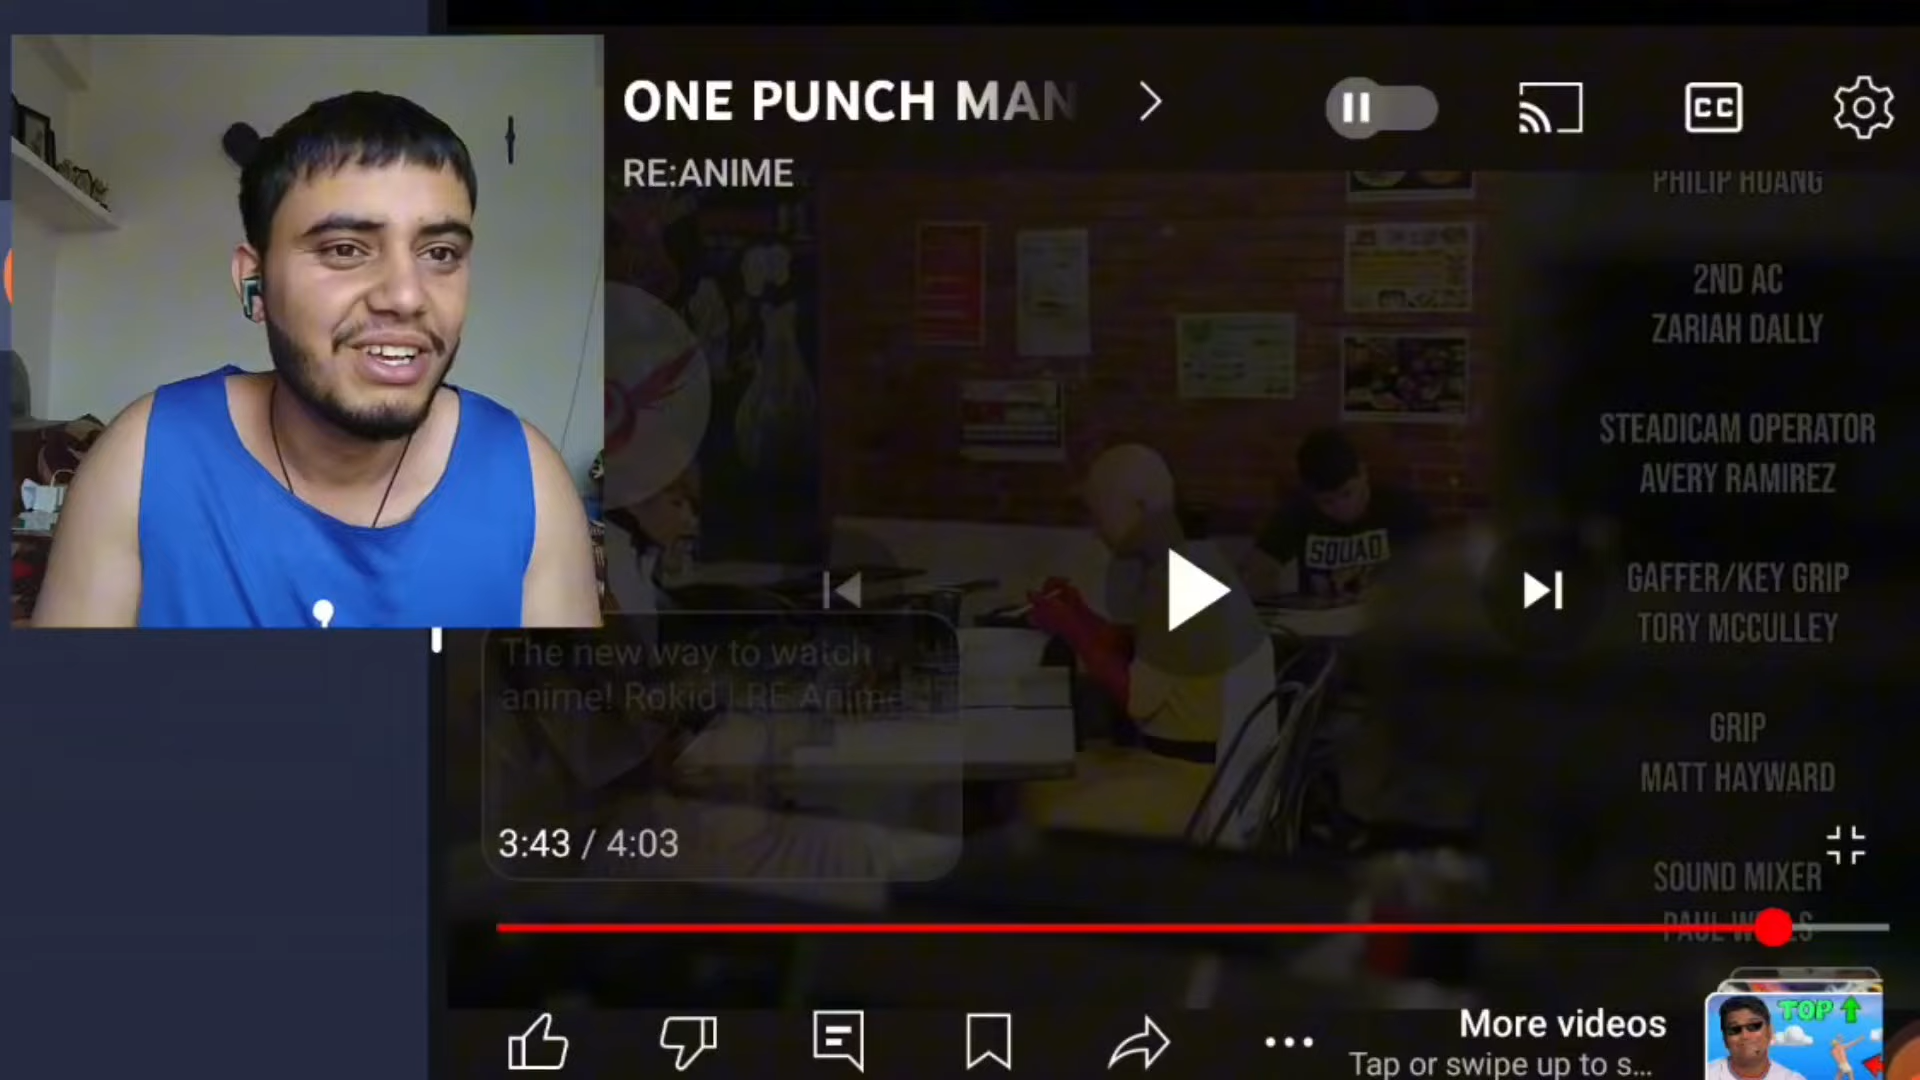 ONE PUNCH MAN
RE:ANIME
CC
PHILIP HUANG
2ND AC
ZARIAH DALLY
STEADICAM OPERATOR
AVERY RAMIREZ
SQUAD
GAFFER/KEY GRIP
TORY MCCULLEY
The new way to watch
anime! Rokid | RE:Anime
GRIP
MATT HAYWARD
3:43 / 4:03
SOUND MIXER
PAUL
More videos
Tap or swipe up to s...
TOP